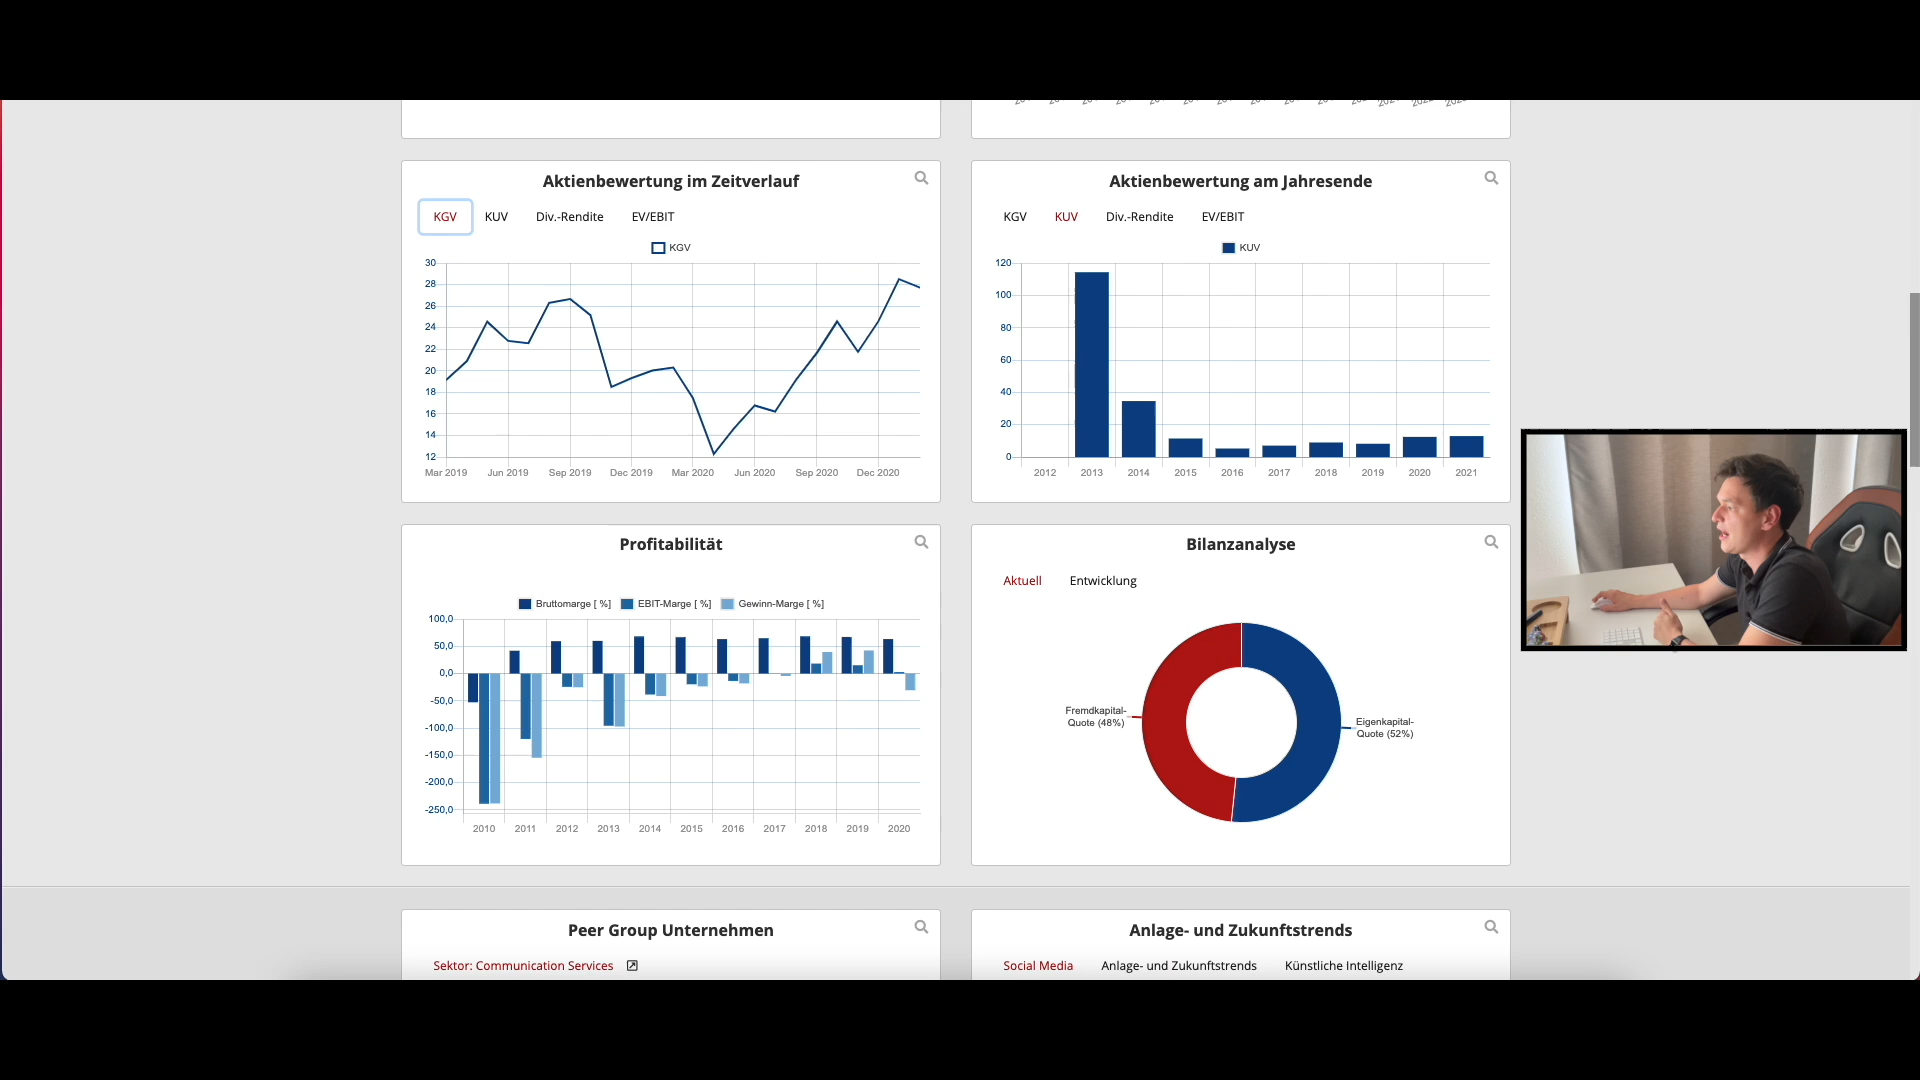 Aktienbewertung im Zeitverlauf
KGV KUV Div.-Rendite EV/EBIT
KGV
30
28
26
24
22
20
18
16
14
12
Mar 2019 Jun 2019 Sep 2019 Dec 2019 Mar 2020 Jun 2020 Sep 2020 Dec 2020
Aktienbewertung am Jahresende
KGV KUV Div.-Rendite EV/EBIT
KUV
120
100
80
60
40
20
0
2012 2013 2014 2015 2016 2017 2018 2019 2020 2021
Profitabilität
Bruttomarge [ %] EBIT-Marge [ %] Gewinn-Marge [ %]
100,0
50,0
0,0
-50,0
-100,0
-150,0
-200,0
-250,0
2010 2011 2012 2013 2014 2015 2016 2017 2018 2019 2020
Bilanzanalyse
Aktuell Entwicklung
Fremdkapital-
Quote (48%)
Eigenkapital-
Quote (52%)
Peer Group Unternehmen
Sektor: Communication Services
Anlage- und Zukunftstrends
Social Media Anlage- und Zukunftstrends Künstliche Intelligenz